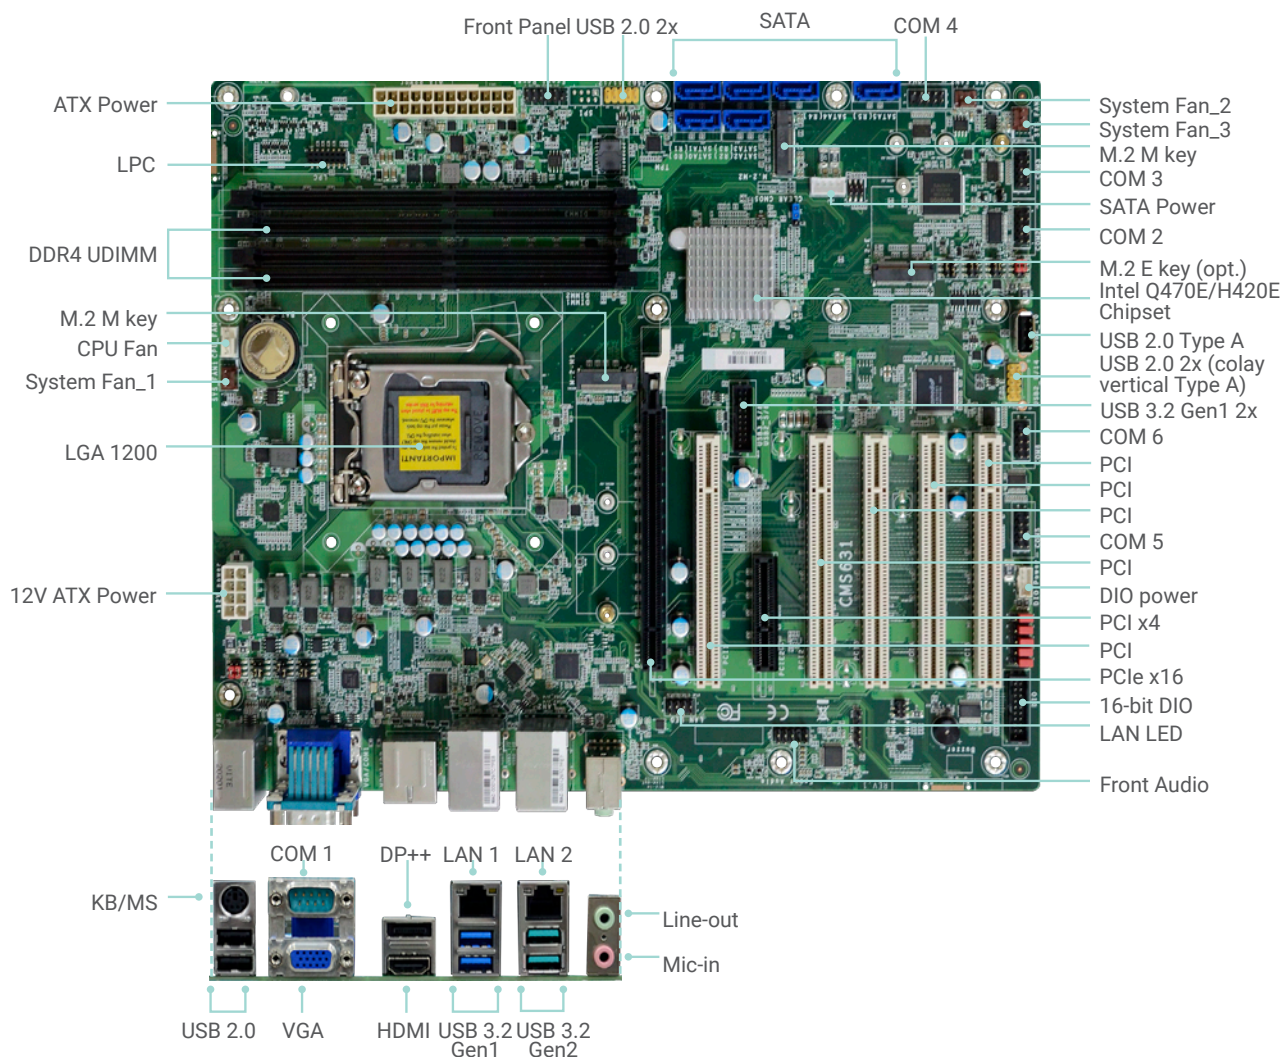 Front Panel USB 2.0 2x
SATA
COM 4
ATX Power
LPC
DDR4 UDIMM
M.2 M key
CPU Fan
System Fan_1
LGA 1200
12V ATX Power
System Fan_2
System Fan_3
M.2 M key
COM 3
SATA Power
COM 2
M.2 E key (opt.)
Intel Q470E/H420E
Chipset
USB 2.0 Type A
USB 2.0 2x (colay
vertical Type A)
USB 3.2 Gen1 2x
COM 6
PCI
PCI
PCI
COM 5
PCI
DIO power
PCI x4
PCI
PCIe x16
16-bit DIO
LAN LED
Front Audio
CMS631
IMPORTANT!
CLEAR CMOS
Buzzer
CE
COM 1
DP++
LAN 1
LAN 2
KB/MS
Line-out
Mic-in
USB 2.0
VGA
HDMI
USB 3.2
Gen1
USB 3.2
Gen2